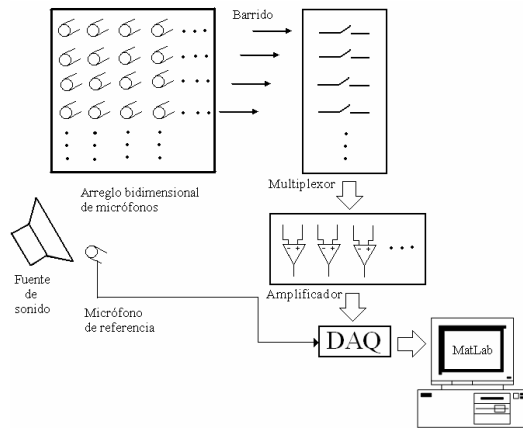 Barrido
Arreglo bidimensional
de micrófonos
Multiplexor
Fuente
de
sonido
Micrófono
de referencia
Amplificador
DAQ
MatLab